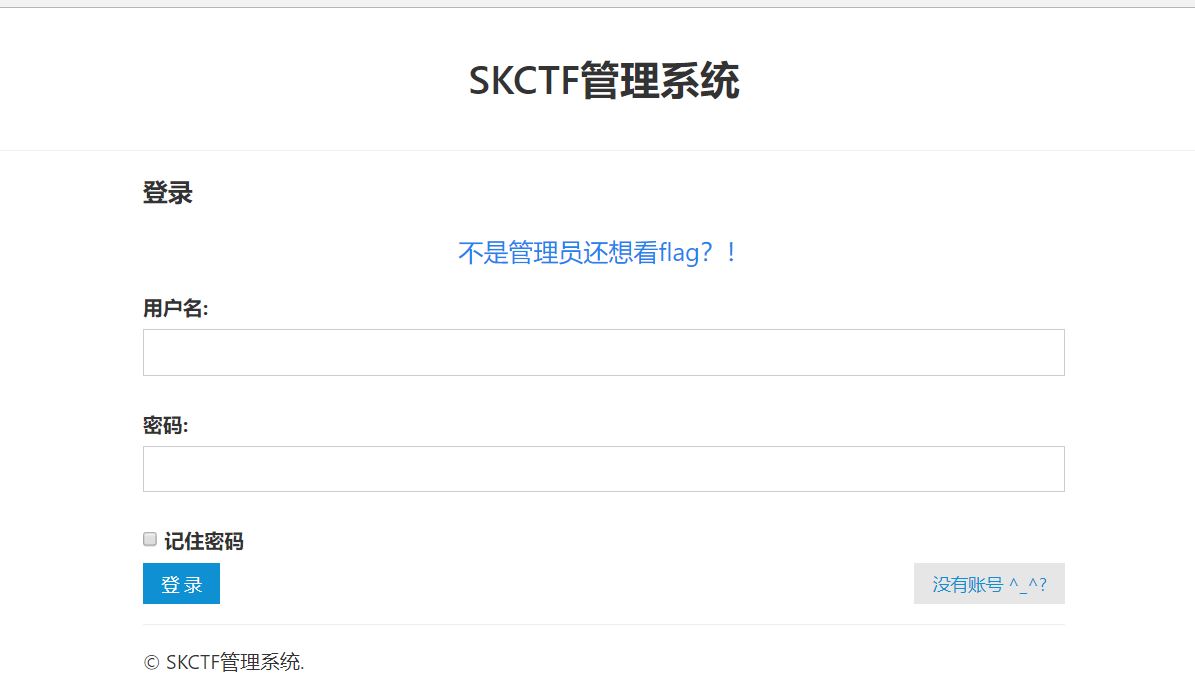 SKCTF管理系统
登录
不是管理员还想看flag？！
用户名:
密码:
记住密码
登录
没有账号 ^_^?
© SKCTF管理系统.